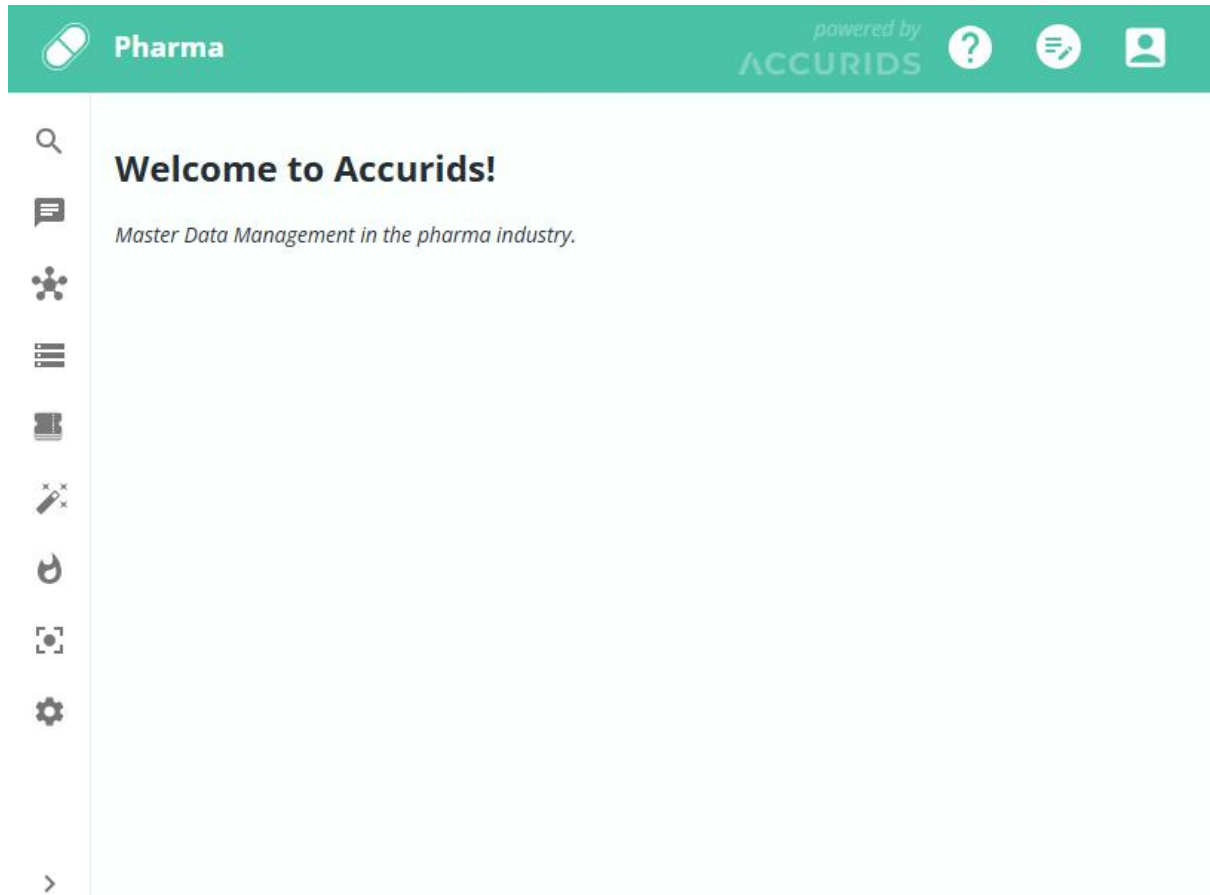 Pharma
powered by
ACCURIDS
Welcome to Accurids!
Master Data Management in the pharma industry.